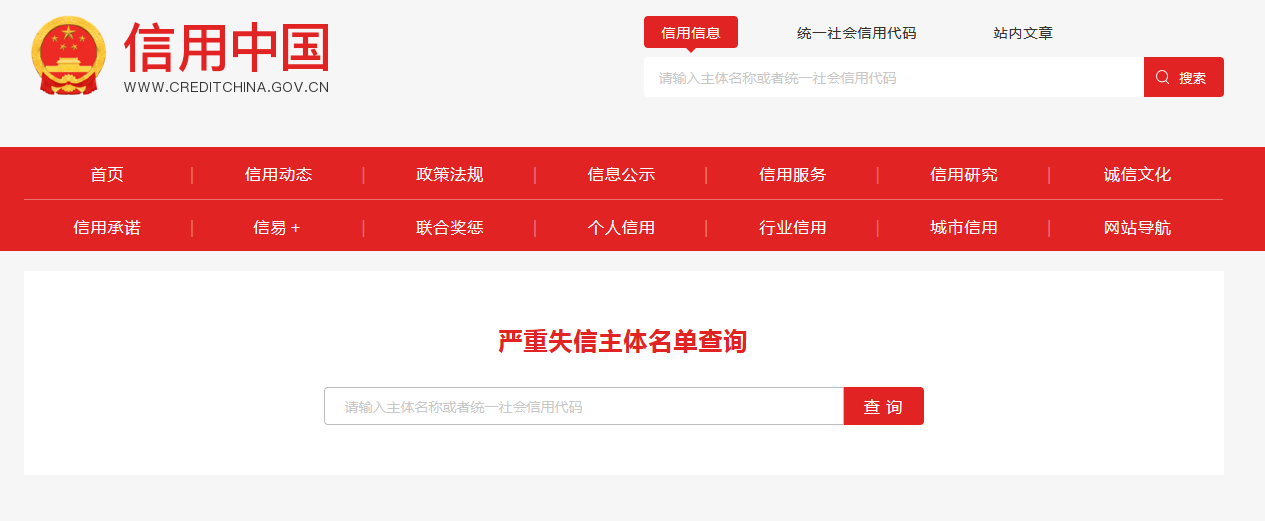 信用中国
WWW.CREDITCHINA.GOV.CN
信用信息 统一社会信用代码 站内文章
请输入主体名称或者统一社会信用代码 搜索
首页 信用动态 政策法规 信息公示 信用服务 信用研究 诚信文化
信用承诺 信易+ 联合奖惩 个人信用 行业信用 城市信用 网站导航
严重失信主体名单查询
请输入主体名称或者统一社会信用代码 查询